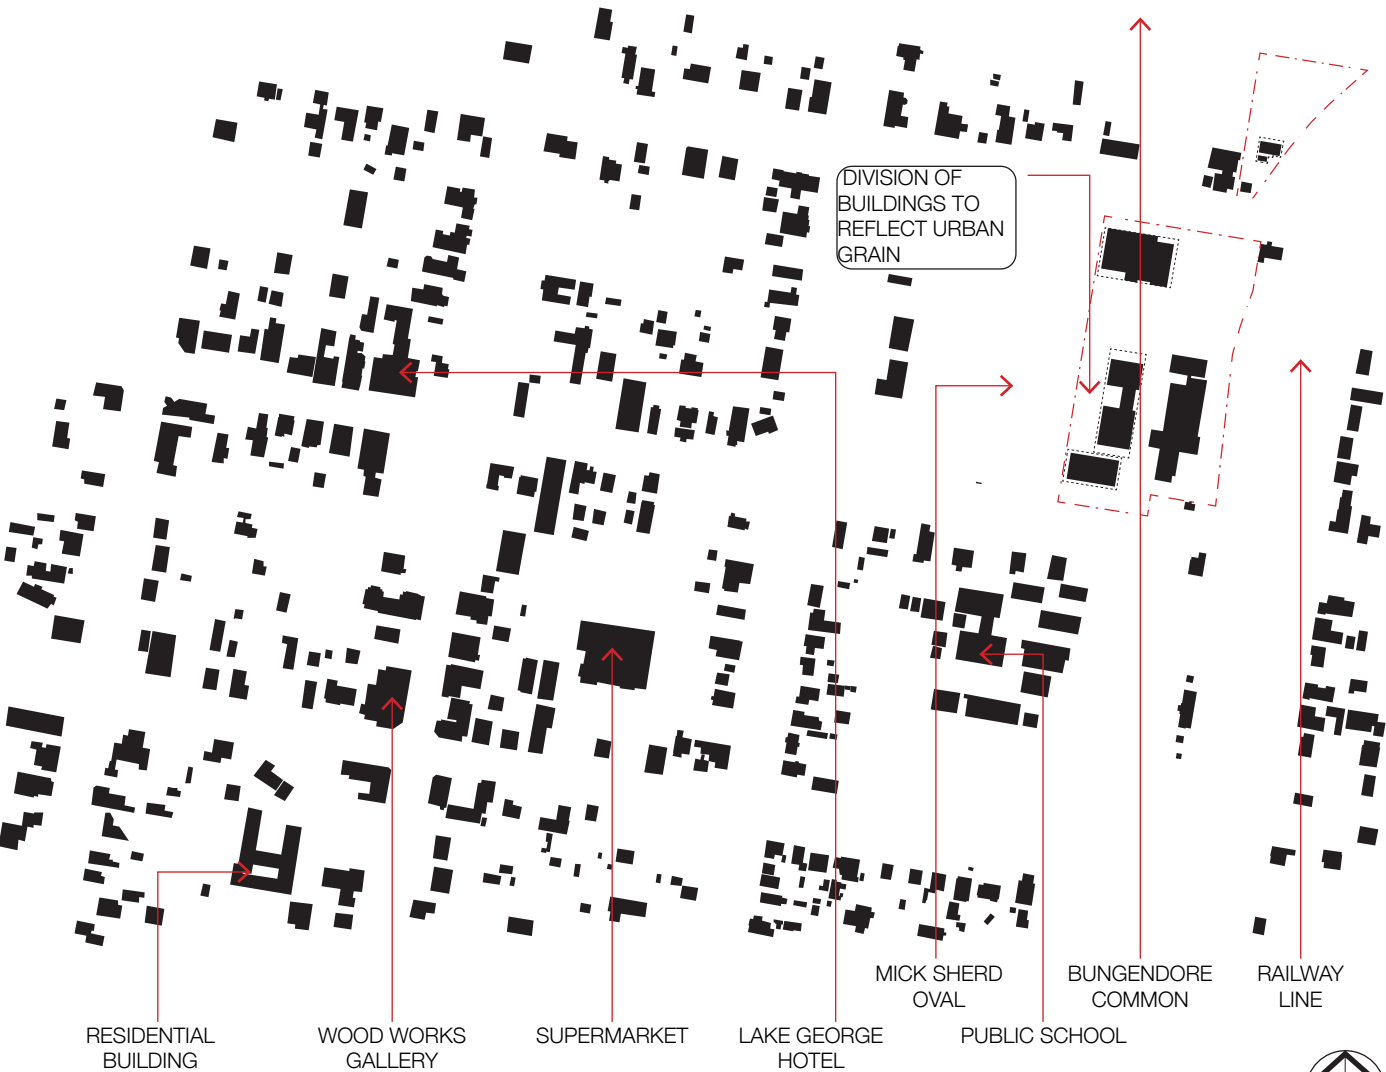 DIVISION OF
BUILDINGS TO
REFLECT URBAN
GRAIN
MICK SHERD
OVAL
BUNGENDORE
COMMON
RAILWAY
LINE
RESIDENTIAL
BUILDING
WOOD WORKS
GALLERY
SUPERMARKET
LAKE GEORGE
HOTEL
PUBLIC SCHOOL